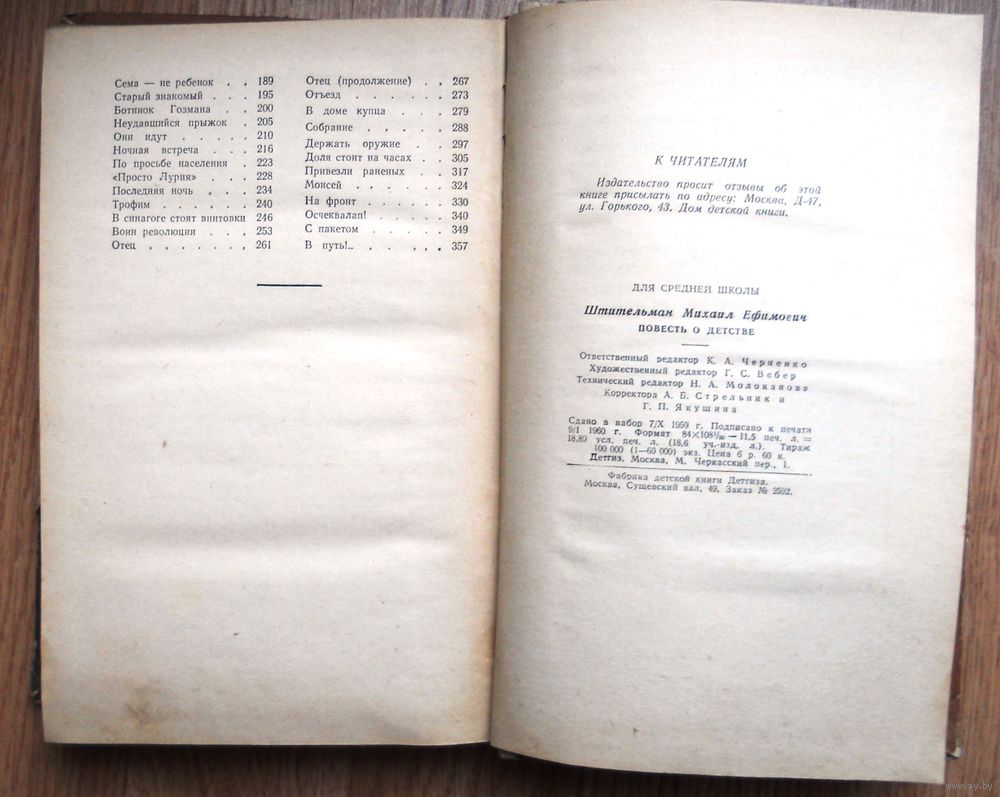 Сема — не ребенок . . 189
Старый знакомый . . . 195
Ботинок Гозмана . . 200
Неудавшийся прыжок . 205
Они идут . . . . . 210
Ночная встреча . . . 216
По просьбе населения . 223
«Просто Лурия» . . . 228
Последняя ночь . . . 234
Трофим . . . . . . 240
В синагоге стоят винтовки 246
Воин революции . . . 253
Отец . . . . . . . 261
Отец (продолжение) . . 267
Отъезд . . . . . . 273
В доме купца . . . 279
Собрание . . . . . 288
Держать оружие . . 297
Доля стоит на часах . . 305
Привезли раненых . . 317
Моисей . . . . . . 324
На фронт . . . . . 330
Осчеквалап! . . . . 340
С пакетом . . . . . 349
В путь!.. . . . . . 357
К ЧИТАТЕЛЯМ
Издательство просит отзывы об этой
книге присылать по адресу: Москва, Д-47,
ул. Горького, 43. Дом детской книги.
ДЛЯ СРЕДНЕЙ ШКОЛЫ
Штительман Михаил Ефимович
ПОВЕСТЬ О ДЕТСТВЕ
Ответственный редактор К. А. Черненко
Художественный редактор Г. С. Вебер
Технический редактор Н. А. Молоканова
Корректора А. Б. Стрельник и
Г. П. Якушина
Сдано в набор 7/X 1959 г. Подписано к печати
9/I 1960 г. Формат 84×108¹/₃₂ — 11,5 печ. л. =
18,89 усл. печ. л. (18,6 уч.-изд. л.). Тираж
100 000 (1—60 000) экз. Цена 6 р. 60 к.
Детгиз. Москва, М. Черкасский пер., 1.
Фабрика детской книги Детгиза.
Москва, Сущевский вал, 49. Заказ № 2592.
www.ay.by